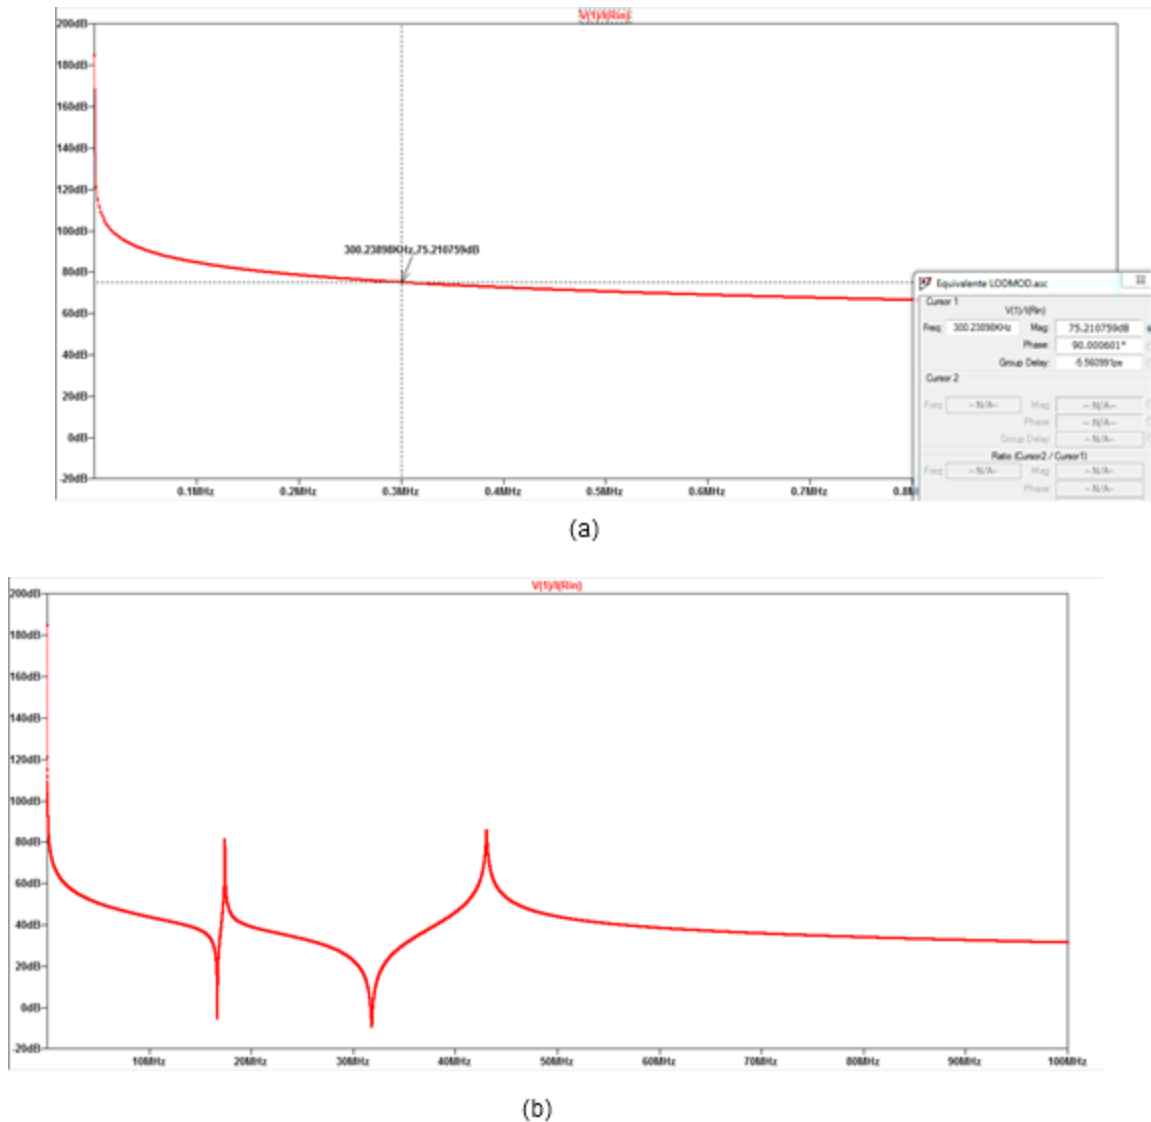 V(1)/I(Rin)
200dB
180dB
160dB
140dB
120dB
100dB
80dB
60dB
40dB
20dB
0dB
-20dB
300.23898KHz,75.210759dB
0.1MHz 0.2MHz 0.3MHz 0.4MHz 0.5MHz 0.6MHz 0.7MHz 0.8M
Equivalente LODMOD.asc
Cursor 1
V(1)/I(Rin)
Freq: 300.23898KHz Mag: 75.210759dB
Phase: 90.000601°
Group Delay: -5.560991ps
Cursor 2
Freq: -- N/A-- Mag: -- N/A--
Phase: -- N/A--
Group Delay: -- N/A--
Ratio (Cursor2 / Cursor1)
Freq: -- N/A-- Mag: -- N/A--
Phase: -- N/A--
(a)
V(1)/I(Rin)
200dB
180dB
160dB
140dB
120dB
100dB
80dB
60dB
40dB
20dB
0dB
-20dB
10MHz 20MHz 30MHz 40MHz 50MHz 60MHz 70MHz 80MHz 90MHz 100MHz
(b)